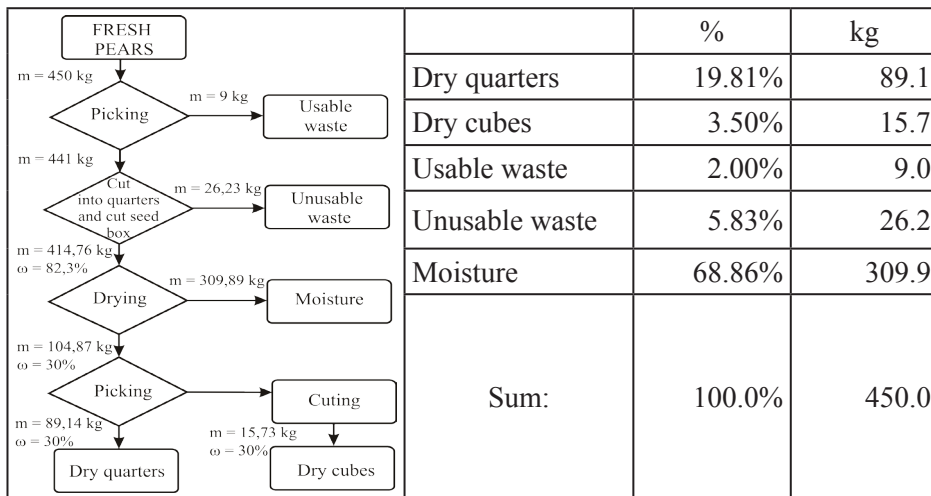 FRESH
PEARS
m = 450 kg
Picking
m = 9 kg
Usable
waste
m = 441 kg
Cut
into quarters
and cut seed
box
m = 26,23 kg
Unusable
waste
m = 414,76 kg
ω = 82,3%
Drying
m = 309,89 kg
Moisture
m = 104,87 kg
ω = 30%
Picking
Cuting
m = 89,14 kg
ω = 30%
m = 15,73 kg
ω = 30%
Dry quarters
Dry cubes
% kg
Dry quarters 19.81% 89.1
Dry cubes 3.50% 15.7
Usable waste 2.00% 9.0
Unusable waste 5.83% 26.2
Moisture 68.86% 309.9
Sum: 100.0% 450.0